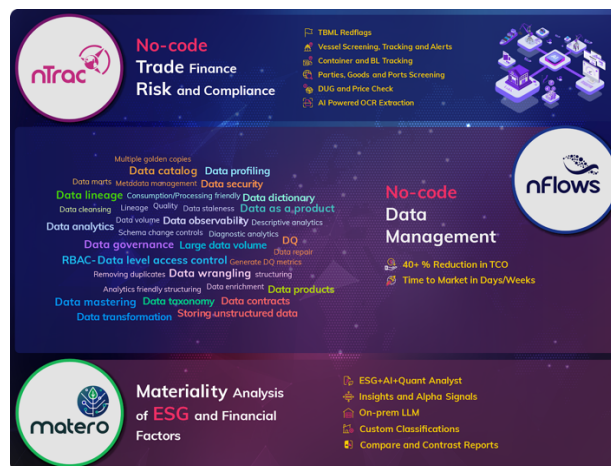 nTrac
No-code
Trade Finance
Risk and Compliance
TBML Redflags
Vessel Screening, Tracking and Alerts
Container and BL Tracking
Parties, Goods and Ports Screening
DUG and Price Check
AI Powered OCR Extraction
Multiple golden copies
Data catalog Data profiling
Data marts Metadata management Data security
Data lineage Consumption/Processing friendly Data dictionary
Data cleansing Lineage Quality Data staleness Data as a product
Data analytics Data volume Data observability Descriptive analytics
Schema change controls Diagnostic analytics
Data governance Large data volume DQ
Data repair
RBAC-Data level access control Generate DQ metrics
Removing duplicates Data wrangling structuring
Analytics friendly structuring Data enrichment Data products
Data mastering Data taxonomy Data contracts
Data transformation Storing unstructured data
nFlows
No-code
Data
Management
40+ % Reduction in TCO
Time to Market in Days/Weeks
matero
Materiality Analysis
of ESG and Financial
Factors
ESG+AI+Quant Analyst
Insights and Alpha Signals
On-prem LLM
Custom Classifications
Compare and Contrast Reports